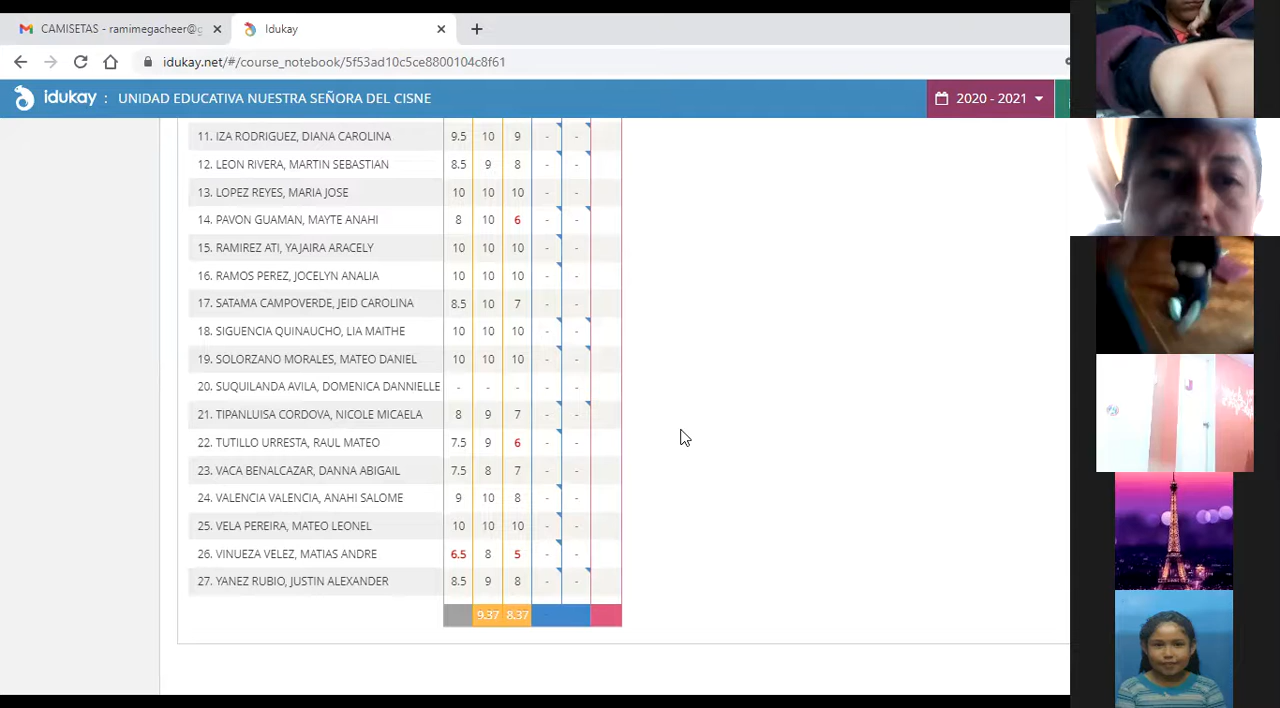 CAMISETAS - ramimegacheer@g
Idukay
idukay.net/#/course_notebook/5f53ad10c5ce8800104c8f61
idukay : UNIDAD EDUCATIVA NUESTRA SEÑORA DEL CISNE 2020 - 2021
11. IZA RODRIGUEZ, DIANA CAROLINA 9.5 10 9 - -
12. LEON RIVERA, MARTIN SEBASTIAN 8.5 9 8 - -
13. LOPEZ REYES, MARIA JOSE 10 10 10 - -
14. PAVON GUAMAN, MAYTE ANAHI 8 10 6 - -
15. RAMIREZ ATI, YAJAIRA ARACELY 10 10 10 - -
16. RAMOS PEREZ, JOCELYN ANALIA 10 10 10 - -
17. SATAMA CAMPOVERDE, JEID CAROLINA 8.5 10 7 - -
18. SIGUENCIA QUINAUCHO, LIA MAITHE 10 10 10 - -
19. SOLORZANO MORALES, MATEO DANIEL 10 10 10 - -
20. SUQUILANDA AVILA, DOMENICA DANNIELLE - - - - -
21. TIPANLUISA CORDOVA, NICOLE MICAELA 8 9 7 - -
22. TUTILLO URRESTA, RAUL MATEO 7.5 9 6 - -
23. VACA BENALCAZAR, DANNA ABIGAIL 7.5 8 7 - -
24. VALENCIA VALENCIA, ANAHI SALOME 9 10 8 - -
25. VELA PEREIRA, MATEO LEONEL 10 10 10 - -
26. VINUEZA VELEZ, MATIAS ANDRE 6.5 8 5 - -
27. YANEZ RUBIO, JUSTIN ALEXANDER 8.5 9 8 - -
9.37 8.37